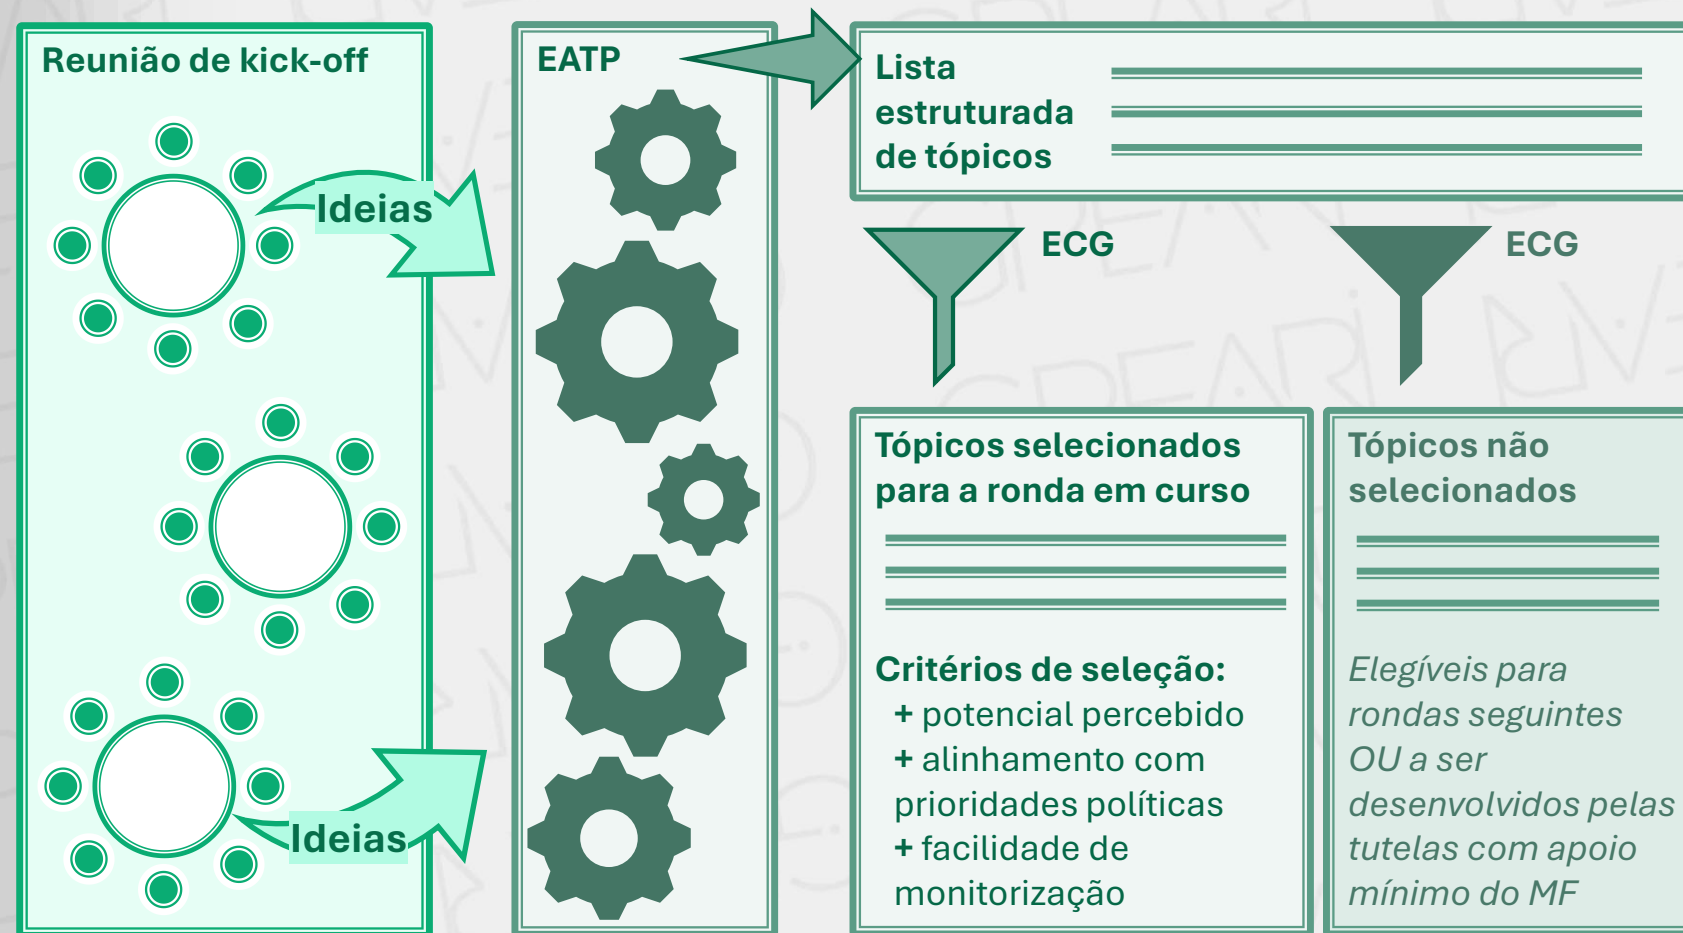 Reunião de kick-off
Ideias
Ideias
EATP
Lista
estruturada
de tópicos
ECG
ECG
Tópicos selecionados
para a ronda em curso
Critérios de seleção:
+ potencial percebido
+ alinhamento com
prioridades políticas
+ facilidade de
monitorização
Tópicos não
selecionados
Elegíveis para
rondas seguintes
OU a ser
desenvolvidos pelas
tutelas com apoio
mínimo do MF